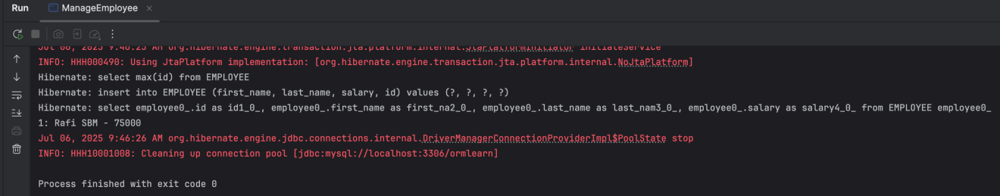 Run ManageEmployee
Jul 06, 2025 9:46:25 AM org.hibernate.engine.transaction.jta.platform.internal.JtaPlatformInitiator initiateService
INFO: HHH000490: Using JtaPlatform implementation: [org.hibernate.engine.transaction.jta.platform.internal.NoJtaPlatform]
Hibernate: select max(id) from EMPLOYEE
Hibernate: insert into EMPLOYEE (first_name, last_name, salary, id) values (?, ?, ?, ?)
Hibernate: select employee0_.id as id1_0_, employee0_.first_name as first_na2_0_, employee0_.last_name as last_nam3_0_, employee0_.salary as salary4_0_ from EMPLOYEE employee0_
1: Rafi SBM - 75000
Jul 06, 2025 9:46:26 AM org.hibernate.engine.jdbc.connections.internal.DriverManagerConnectionProviderImpl$PoolState stop
INFO: HHH10001008: Cleaning up connection pool [jdbc:mysql://localhost:3306/ormlearn]
Process finished with exit code 0